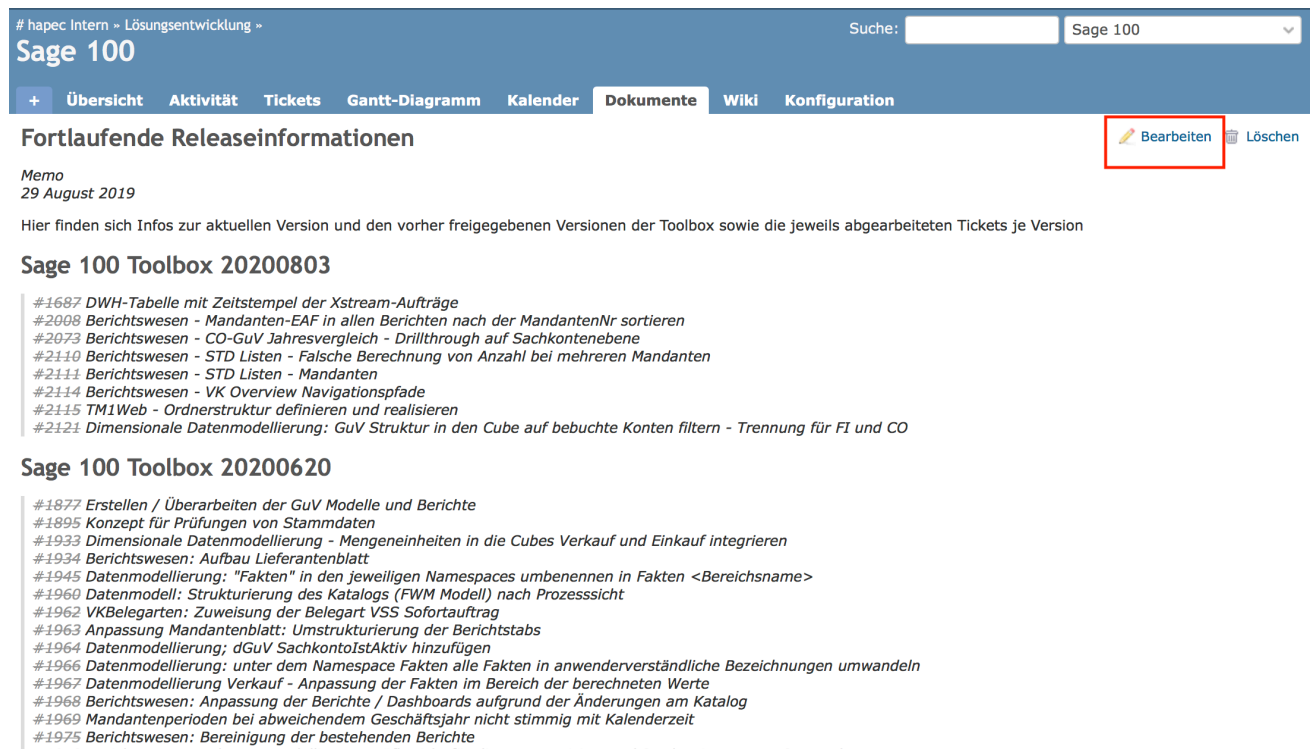 # hapec Intern » Lösungsentwicklung »
Suche:
Sage 100
Sage 100
+ Übersicht Aktivität Tickets Gantt-Diagramm Kalender Dokumente Wiki Konfiguration
Fortlaufende Releaseinformationen
Bearbeiten Löschen
Memo
29 August 2019
Hier finden sich Infos zur aktuellen Version und den vorher freigegebenen Versionen der Toolbox sowie die jeweils abgearbeiteten Tickets je Version
Sage 100 Toolbox 20200803
#1687 DWH-Tabelle mit Zeitstempel der Xstream-Aufträge
#2008 Berichtswesen - Mandanten-EAF in allen Berichten nach der MandantenNr sortieren
#2073 Berichtswesen - CO-GuV Jahresvergleich - Drillthrough auf Sachkontenebene
#2110 Berichtswesen - STD Listen - Falsche Berechnung von Anzahl bei mehreren Mandanten
#2111 Berichtswesen - STD Listen - Mandanten
#2114 Berichtswesen - VK Overview Navigationspfade
#2115 TM1Web - Ordnerstruktur definieren und realisieren
#2121 Dimensionale Datenmodellierung: GuV Struktur in den Cube auf bebuchte Konten filtern - Trennung für FI und CO
Sage 100 Toolbox 20200620
#1877 Erstellen / Überarbeiten der GuV Modelle und Berichte
#1895 Konzept für Prüfungen von Stammdaten
#1933 Dimensionale Datenmodellierung - Mengeneinheiten in die Cubes Verkauf und Einkauf integrieren
#1934 Berichtswesen: Aufbau Lieferantenblatt
#1945 Datenmodellierung: "Fakten" in den jeweiligen Namespaces umbenennen in Fakten <Bereichsname>
#1960 Datenmodell: Strukturierung des Katalogs (FWM Modell) nach Prozesssicht
#1962 VKBelegarten: Zuweisung der Belegart VSS Sofortauftrag
#1963 Anpassung Mandantenblatt: Umstrukturierung der Berichtstabs
#1964 Datenmodellierung; dGuV SachkontoIstAktiv hinzufügen
#1966 Datenmodellierung: unter dem Namespace Fakten alle Fakten in anwenderverständliche Bezeichnungen umwandeln
#1967 Datenmodellierung Verkauf - Anpassung der Fakten im Bereich der berechneten Werte
#1968 Berichtswesen: Anpassung der Berichte / Dashboards aufgrund der Änderungen am Katalog
#1969 Mandantenperioden bei abweichendem Geschäftsjahr nicht stimmig mit Kalenderzeit
#1975 Berichtswesen: Bereinigung der bestehenden Berichte